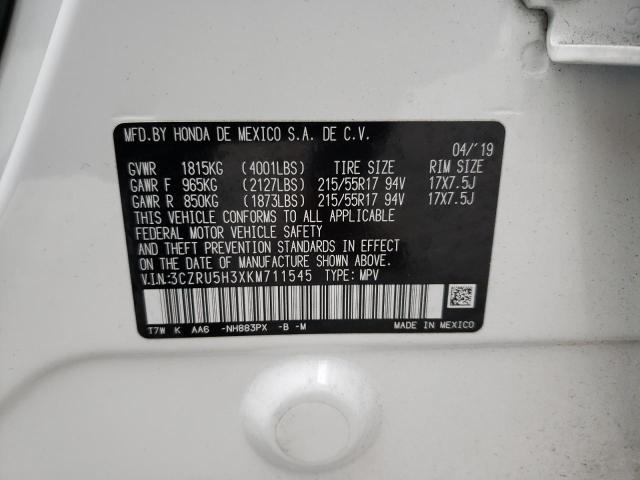 MFD.BY HONDA DE MEXICO S.A. DE C.V.
04/'19
GVWR 1815KG (4001LBS) TIRE SIZE RIM SIZE
GAWR F 965KG (2127LBS) 215/55R17 94V 17X7.5J
GAWR R 850KG (1873LBS) 215/55R17 94V 17X7.5J
THIS VEHICLE CONFORMS TO ALL APPLICABLE
FEDERAL MOTOR VEHICLE SAFETY
AND THEFT PREVENTION STANDARDS IN EFFECT
ON THE DATE OF MANUFACTURE SHOWN ABOVE.
V.I.N.:3CZRU5H3XKM711545 TYPE: MPV
T7W K AA6 -NH883PX -B -M MADE IN MEXICO